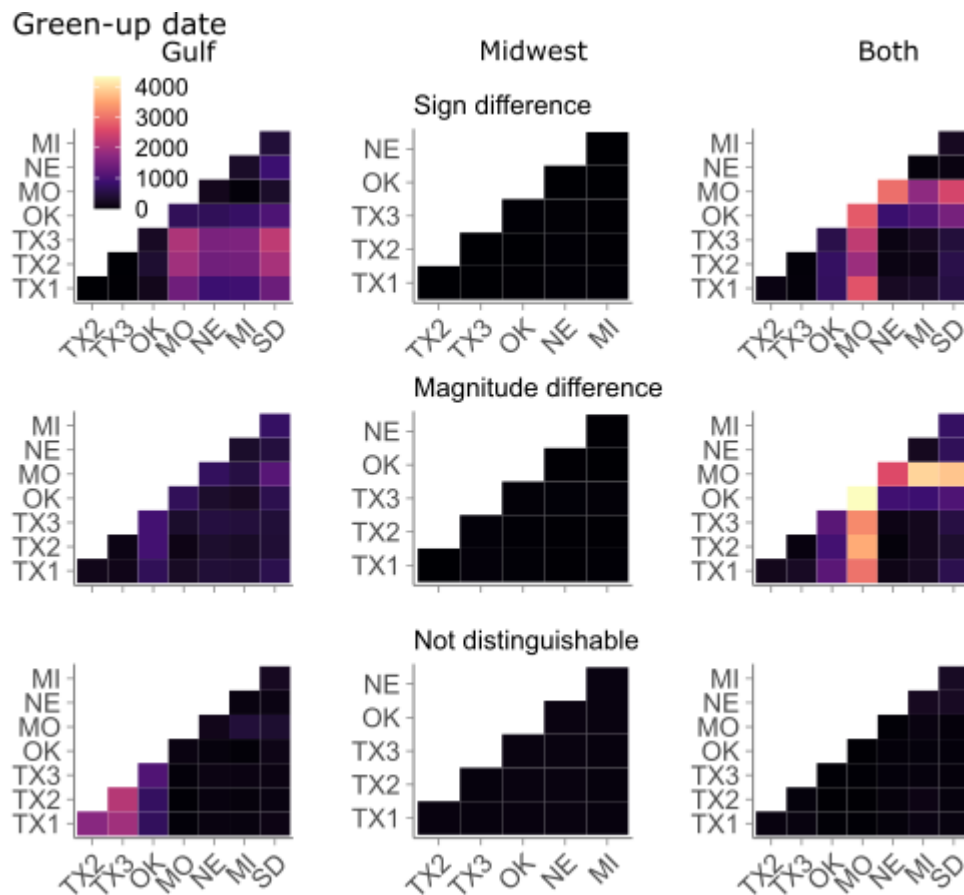 Green-up date
Gulf Midwest Both
4000
3000
2000
1000
0
Sign difference
MI
NE
MO
OK
TX3
TX2
TX1
TX2 TX3 OK MO NE MI SD
NE
OK
TX3
TX2
TX1
TX2 TX3 OK NE MI
MI
NE
MO
OK
TX3
TX2
TX1
TX2 TX3 OK MO NE MI SD
Magnitude difference
MI
NE
MO
OK
TX3
TX2
TX1
NE
OK
TX3
TX2
TX1
MI
NE
MO
OK
TX3
TX2
TX1
Not distinguishable
MI
NE
MO
OK
TX3
TX2
TX1
TX2 TX3 OK MO NE MI SD
NE
OK
TX3
TX2
TX1
TX2 TX3 OK NE MI
MI
NE
MO
OK
TX3
TX2
TX1
TX2 TX3 OK MO NE MI SD